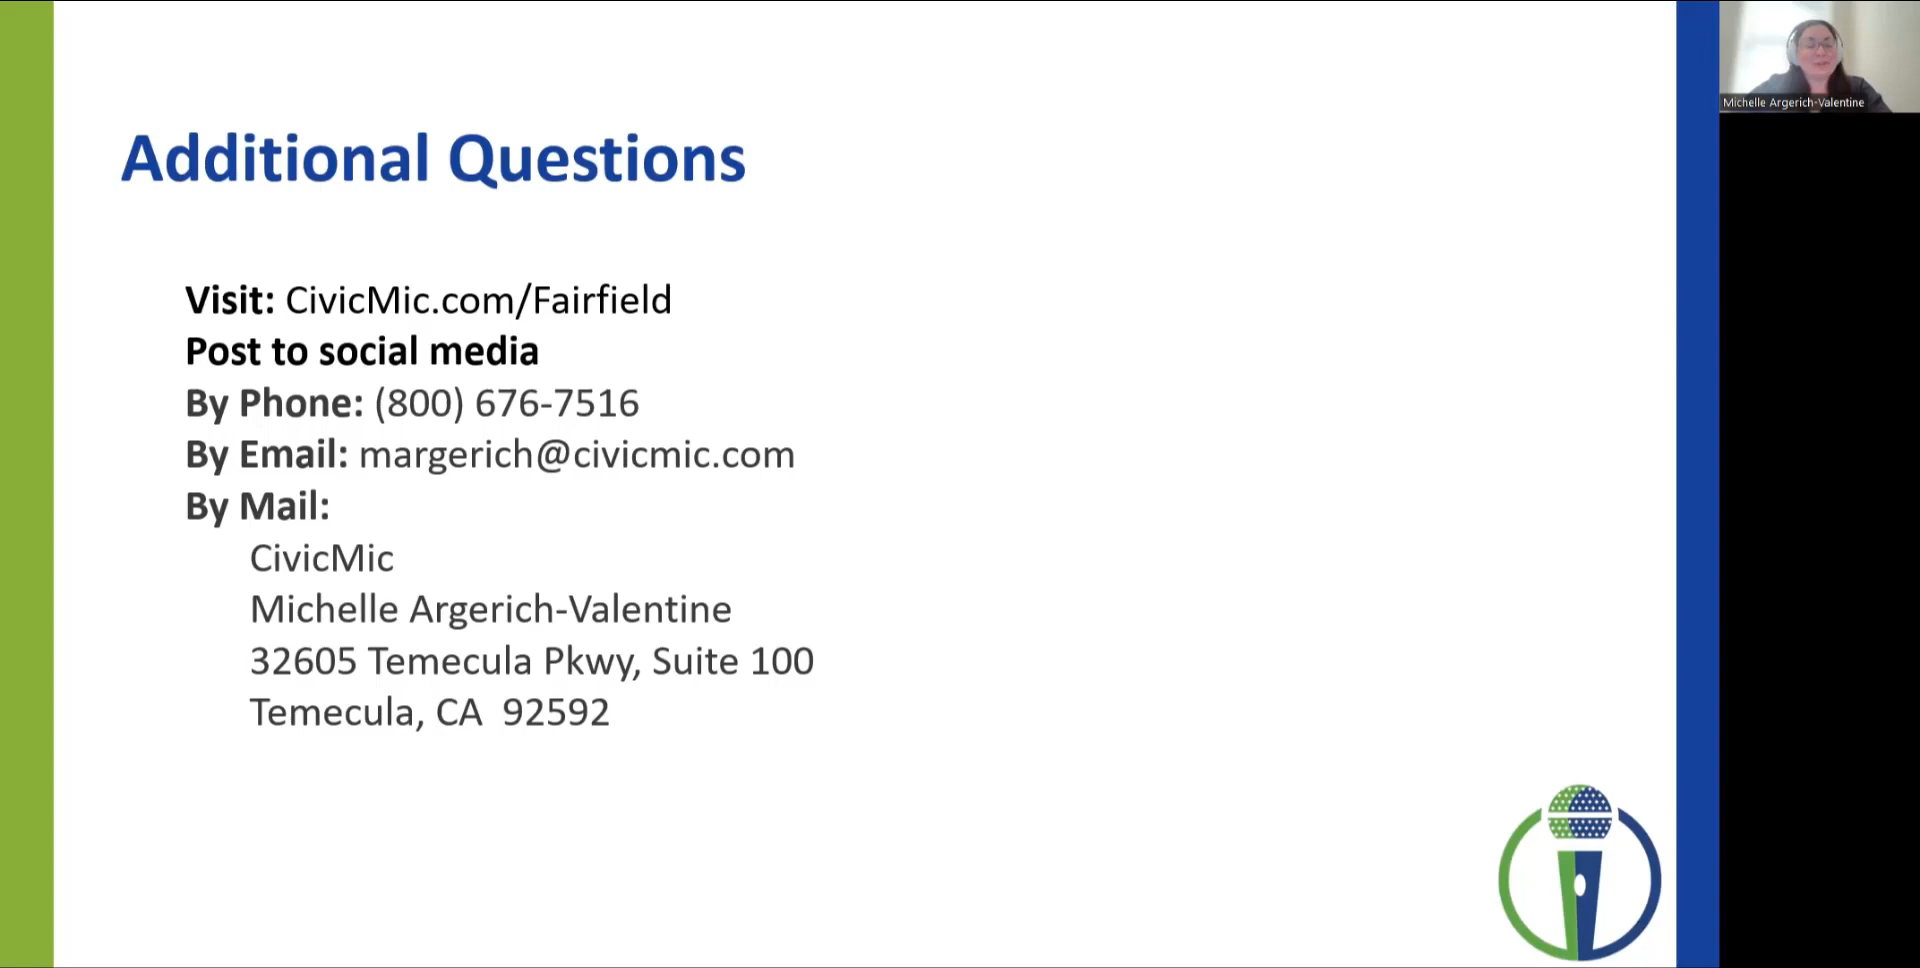 Additional Questions
Visit: CivicMic.com/Fairfield
Post to social media
By Phone: (800) 676-7516
By Email: margerich@civicmic.com
By Mail:
CivicMic
Michelle Argerich-Valentine
32605 Temecula Pkwy, Suite 100
Temecula, CA  92592
Michelle Argerich-Valentine